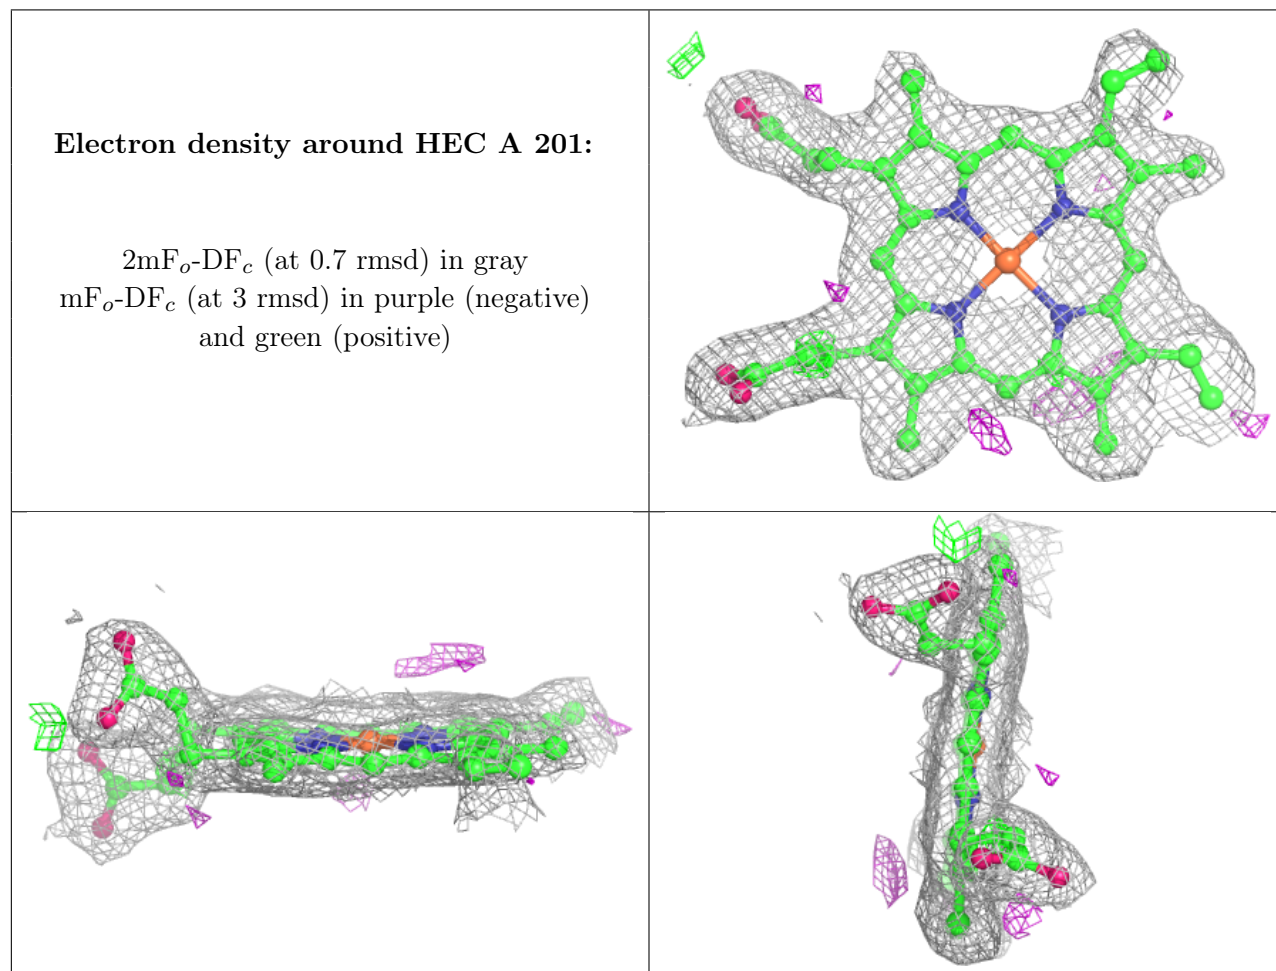 Electron density around HEC A 201:
2mFo-DFc (at 0.7 rmsd) in gray
mFo-DFc (at 3 rmsd) in purple (negative)
and green (positive)